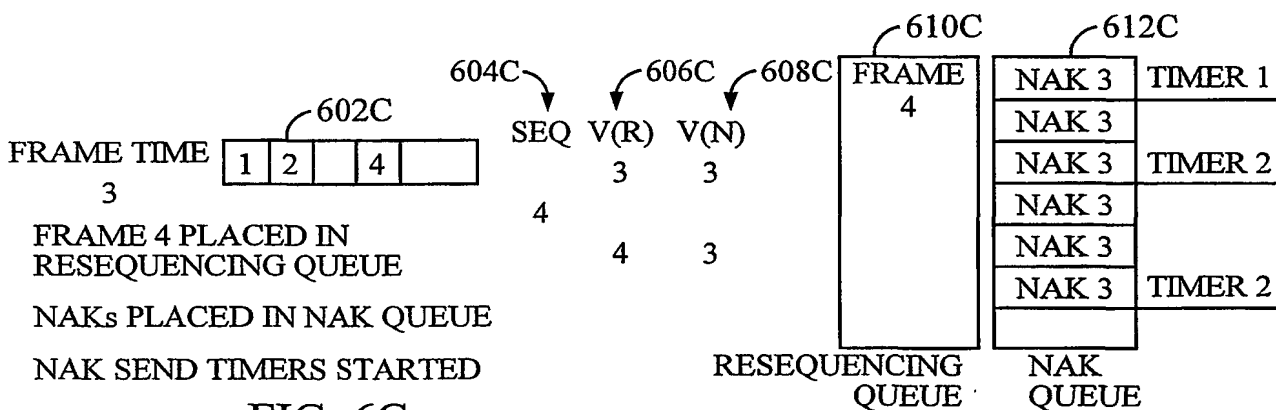 610C
612C
604C
606C
608C
FRAME
4
NAK 3
TIMER 1
602C
SEQ V(R) V(N)
NAK 3
FRAME TIME
3
1 2 4
3 3
NAK 3
TIMER 2
4
NAK 3
FRAME 4 PLACED IN
RESEQUENCING QUEUE
4 3
NAK 3
NAK 3
TIMER 2
NAKs PLACED IN NAK QUEUE
NAK SEND TIMERS STARTED
RESEQUENCING
QUEUE
NAK
QUEUE
FIG. 6C